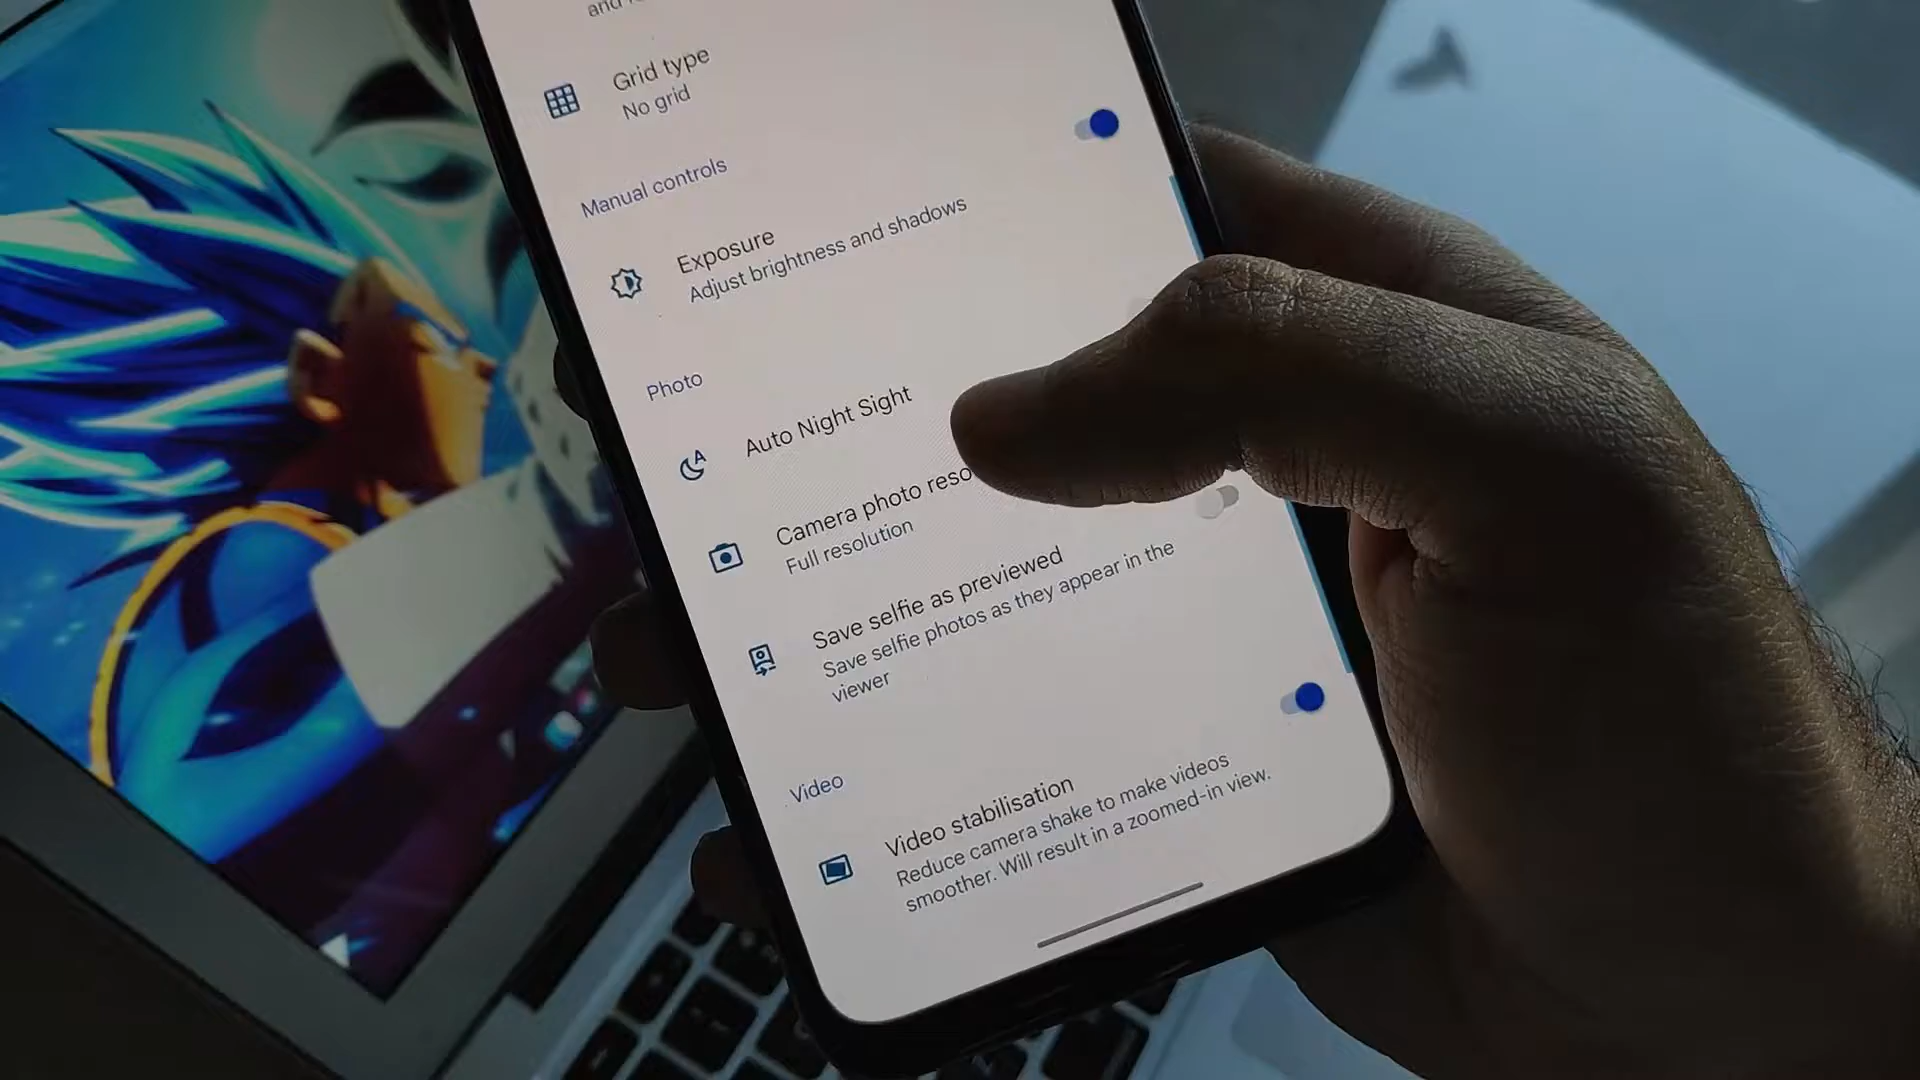 Grid type
No grid
Manual controls
Exposure
Adjust brightness and shadows
Photo
Auto Night Sight
Camera photo reso
Full resolution
Save selfie as previewed
Save selfie photos as they appear in the
viewer
Video
Video stabilisation
Reduce camera shake to make videos
smoother. Will result in a zoomed-in view.